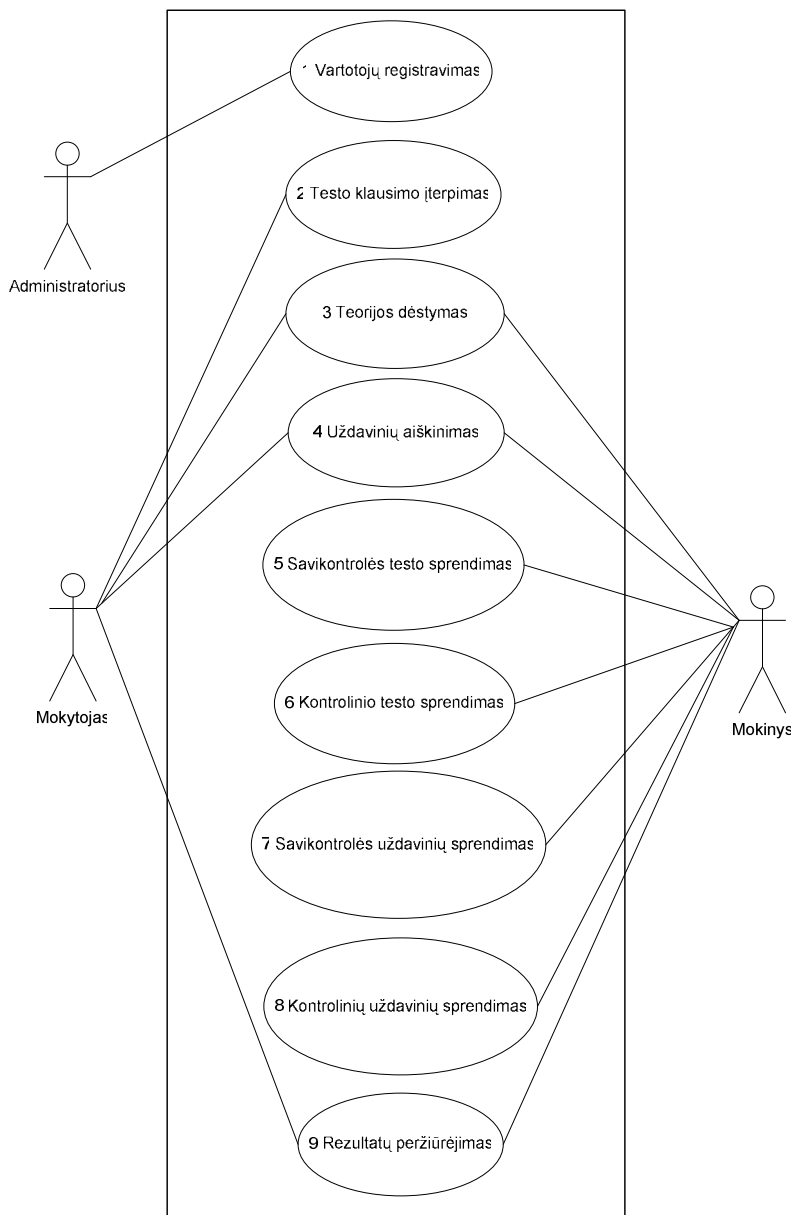 1 Vartotojų registravimas
2 Testo klausimo įterpimas
Administratorius
3 Teorijos dėstymas
4 Uždavinių aiškinimas
5 Savikontrolės testo sprendimas
6 Kontrolinio testo sprendimas
Mokytojas
Mokinys
7 Savikontrolės uždavinių sprendimas
8 Kontrolinių uždavinių sprendimas
9 Rezultatų peržiūrėjimas